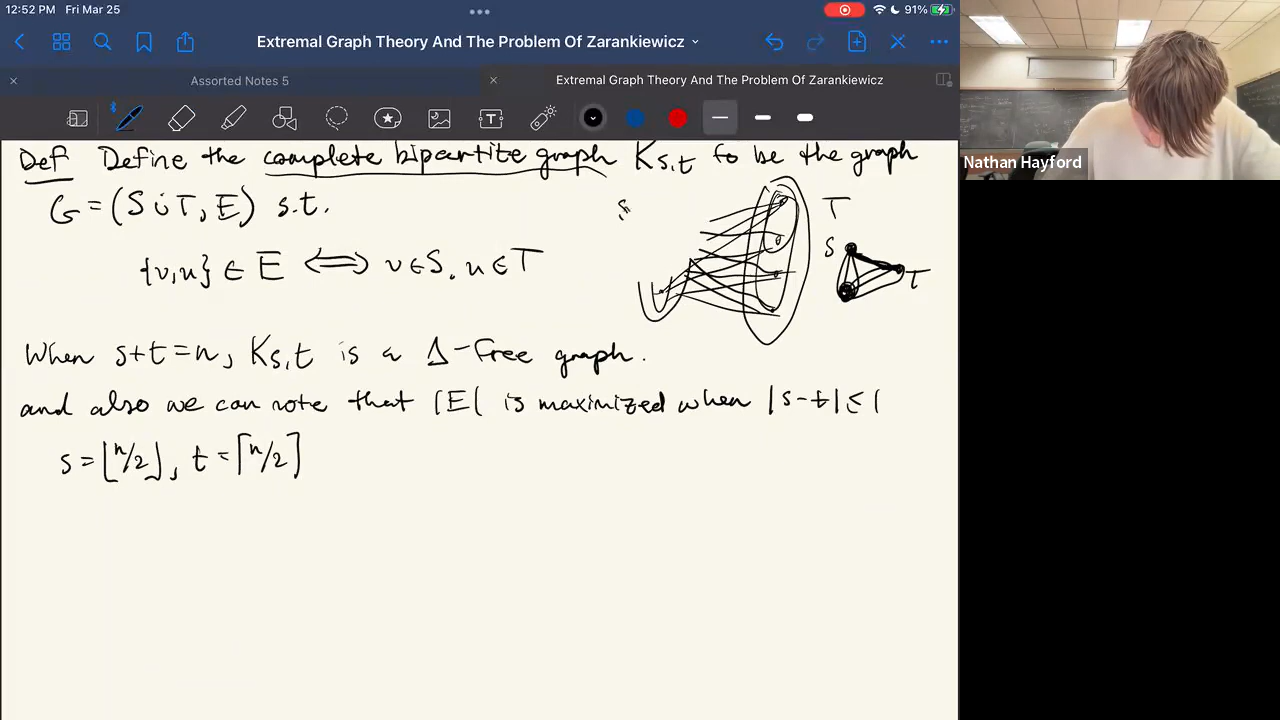 12:52 PM Fri Mar 25
91%
Extremal Graph Theory And The Problem Of Zarankiewicz
Assorted Notes 5
Extremal Graph Theory And The Problem Of Zarankiewicz
Nathan Hayford
Def Define the complete bipartite graph Ks,t to be the graph
G = (S ∪̇ T, E) s.t.
{v,u} ∈ E ⟺ v ∈ S, u ∈ T
S
T
S
T
When s+t=n, Ks,t is a Δ-free graph.
and also we can note that |E| is maximized when |s-t| ≤ 1
s = ⌊n/2⌋, t = ⌈n/2⌉